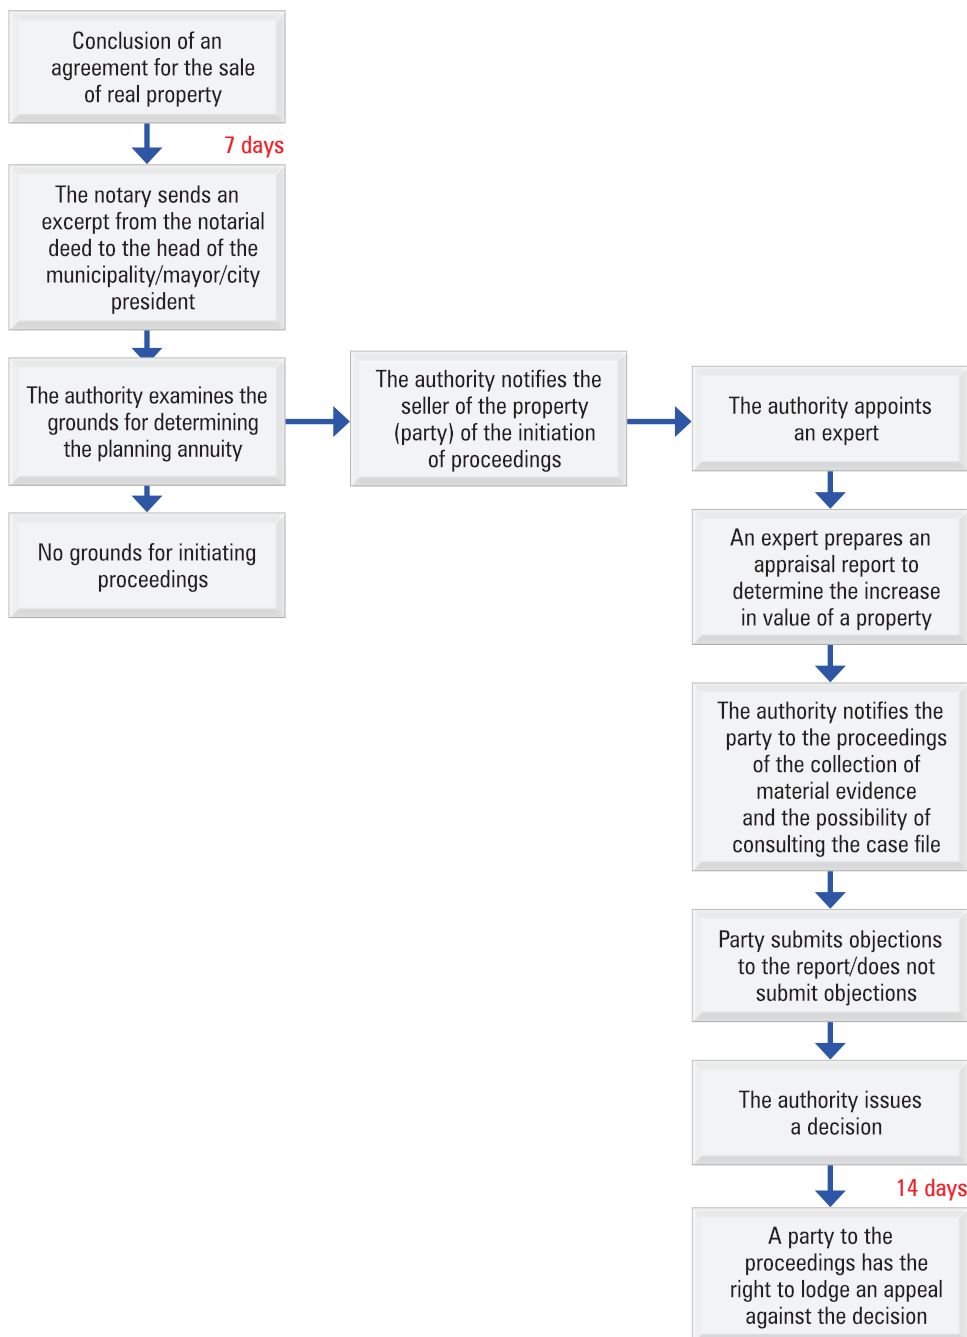 Conclusion of an
agreement for the sale
of real property
7 days
The notary sends an
excerpt from the notarial
deed to the head of the
municipality/mayor/city
president
The authority examines the
grounds for determining
the planning annuity
No grounds for initiating
proceedings
The authority notifies the
seller of the property
(party) of the initiation
of proceedings
The authority appoints
an expert
An expert prepares an
appraisal report to
determine the increase
in value of a property
The authority notifies the
party to the proceedings
of the collection of
material evidence
and the possibility of
consulting the case file
Party submits objections
to the report/does not
submit objections
The authority issues
a decision
14 days
A party to the
proceedings has the
right to lodge an appeal
against the decision